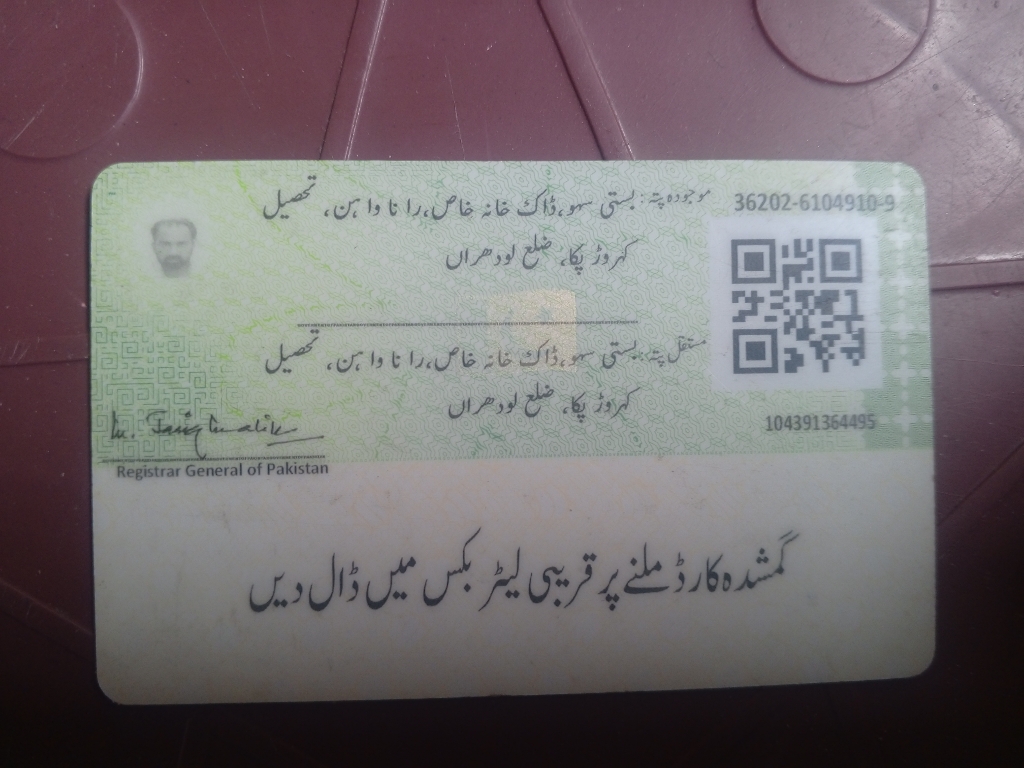 36202-6104910-9
موجودہ پتہ: بستی سہو، ڈاک خانہ خاص، رانا واہن، تحصیل
کہروڑ پکا، ضلع لودھراں
مستقل پتہ: بستی سہو، ڈاک خانہ خاص، رانا واہن، تحصیل
کہروڑ پکا، ضلع لودھراں
104391364495
Registrar General of Pakistan
گمشدہ کارڈ ملنے پر قریبی لیٹر بکس میں ڈال دیں